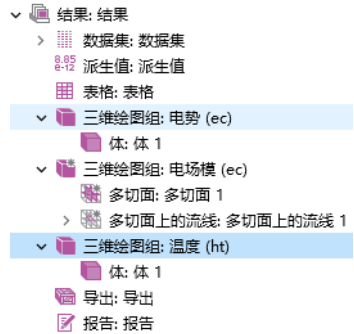 结果: 结果
数据集: 数据集
8.85
e-12
派生值: 派生值
表格: 表格
三维绘图组: 电势 (ec)
体: 体 1
三维绘图组: 电场模 (ec)
多切面: 多切面 1
多切面上的流线: 多切面上的流线 1
三维绘图组: 温度 (ht)
体: 体 1
导出: 导出
报告: 报告